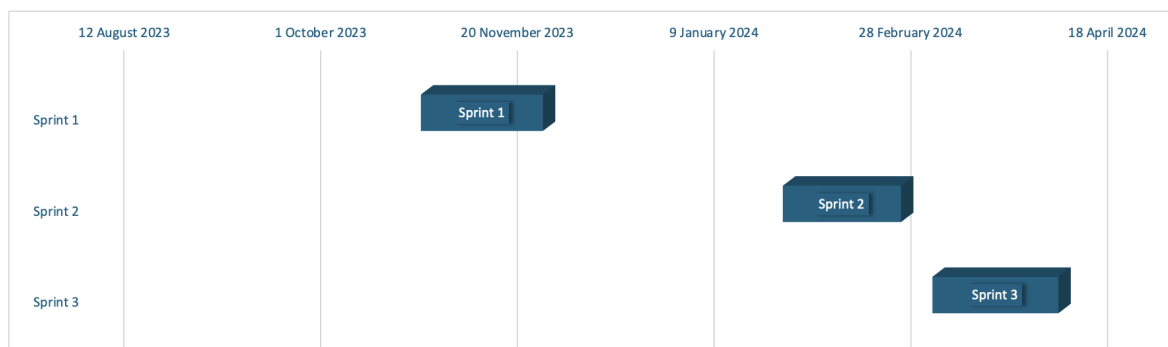 12 August 2023 1 October 2023 20 November 2023 9 January 2024 28 February 2024 18 April 2024
Sprint 1 Sprint 1
Sprint 2 Sprint 2
Sprint 3 Sprint 3